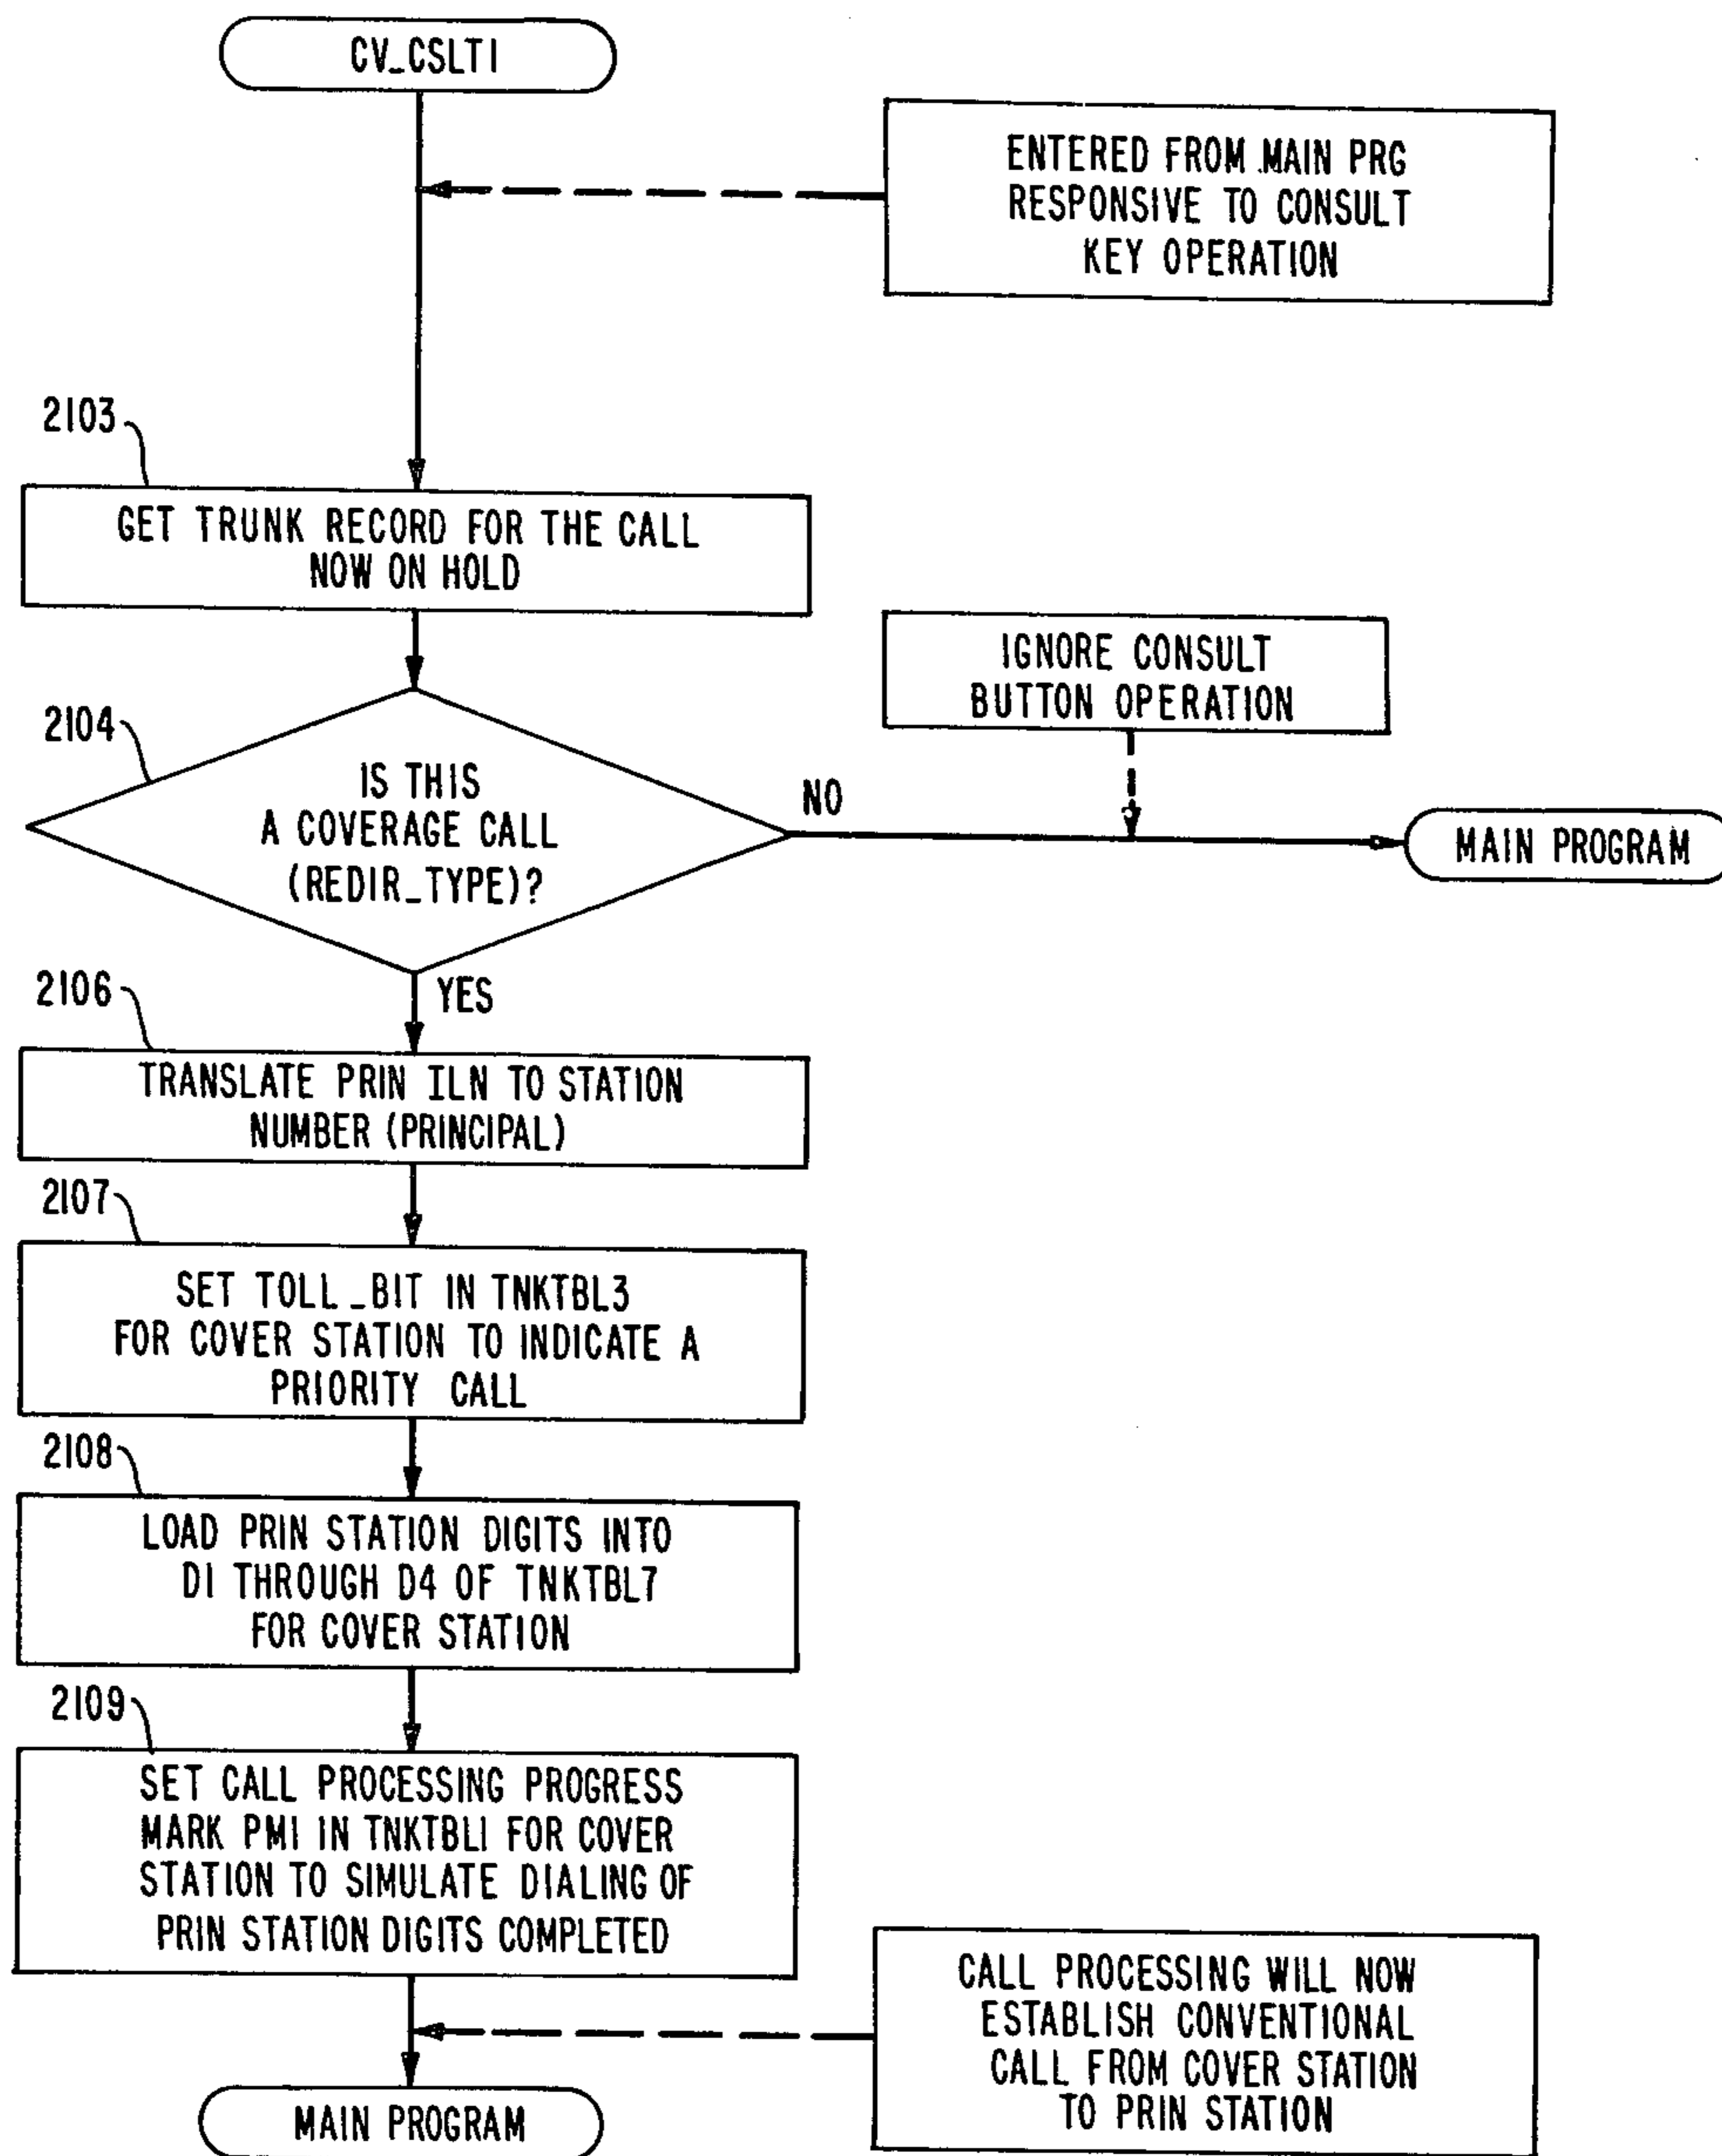 CV_CSLT1
ENTERED FROM MAIN PRG
RESPONSIVE TO CONSULT
KEY OPERATION
2103
GET TRUNK RECORD FOR THE CALL
NOW ON HOLD
IGNORE CONSULT
BUTTON OPERATION
2104
IS THIS
A COVERAGE CALL
(REDIR_TYPE)?
NO
MAIN PROGRAM
YES
2106
TRANSLATE PRIN ILN TO STATION
NUMBER (PRINCIPAL)
2107
SET TOLL_BIT IN TNKTBL3
FOR COVER STATION TO INDICATE A
PRIORITY CALL
2108
LOAD PRIN STATION DIGITS INTO
D1 THROUGH D4 OF TNKTBL7
FOR COVER STATION
2109
SET CALL PROCESSING PROGRESS
MARK PM1 IN TNKTBL1 FOR COVER
STATION TO SIMULATE DIALING OF
PRIN STATION DIGITS COMPLETED
CALL PROCESSING WILL NOW
ESTABLISH CONVENTIONAL
CALL FROM COVER STATION
TO PRIN STATION
MAIN PROGRAM